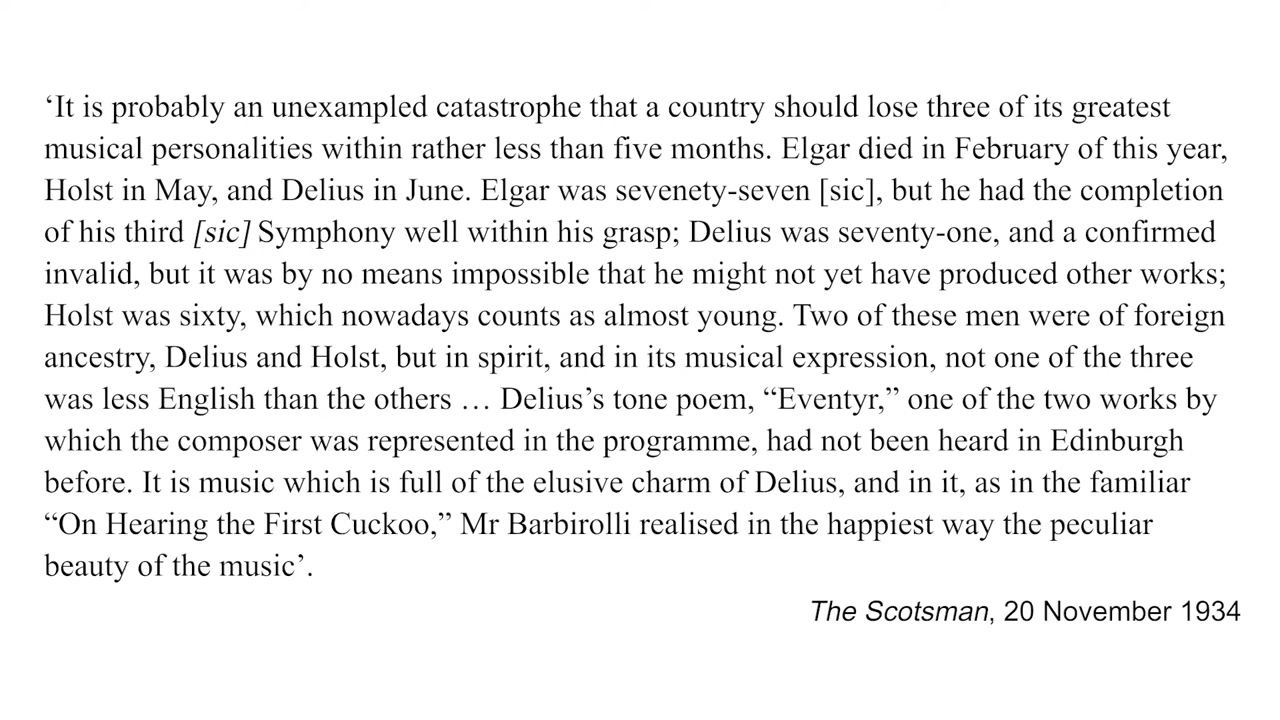 ‘It is probably an unexampled catastrophe that a country should lose three of its greatest
musical personalities within rather less than five months. Elgar died in February of this year,
Holst in May, and Delius in June. Elgar was sevenety-seven [sic], but he had the completion
of his third [sic] Symphony well within his grasp; Delius was seventy-one, and a confirmed
invalid, but it was by no means impossible that he might not yet have produced other works;
Holst was sixty, which nowadays counts as almost young. Two of these men were of foreign
ancestry, Delius and Holst, but in spirit, and in its musical expression, not one of the three
was less English than the others … Delius’s tone poem, “Eventyr,” one of the two works by
which the composer was represented in the programme, had not been heard in Edinburgh
before. It is music which is full of the elusive charm of Delius, and in it, as in the familiar
“On Hearing the First Cuckoo,” Mr Barbirolli realised in the happiest way the peculiar
beauty of the music’.
The Scotsman, 20 November 1934